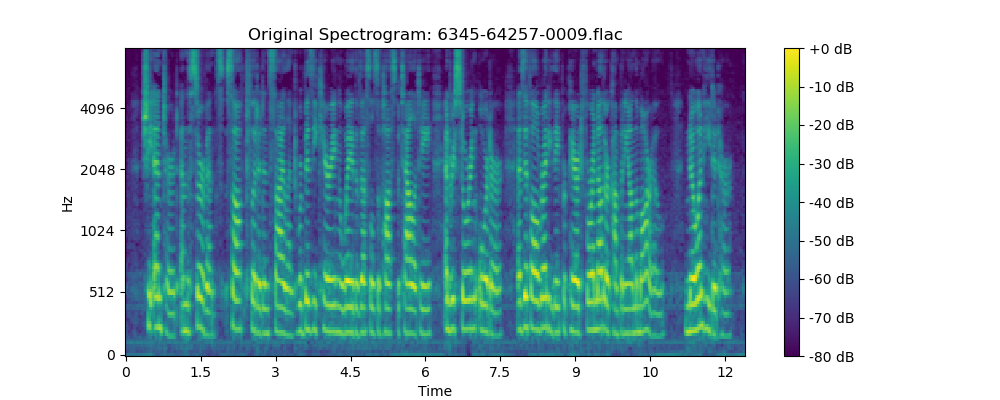 Original Spectrogram: 6345-64257-0009.flac
Hz
4096
2048
1024
512
0
0 1.5 3 4.5 6 7.5 9 10 12
Time
+0 dB
-10 dB
-20 dB
-30 dB
-40 dB
-50 dB
-60 dB
-70 dB
-80 dB